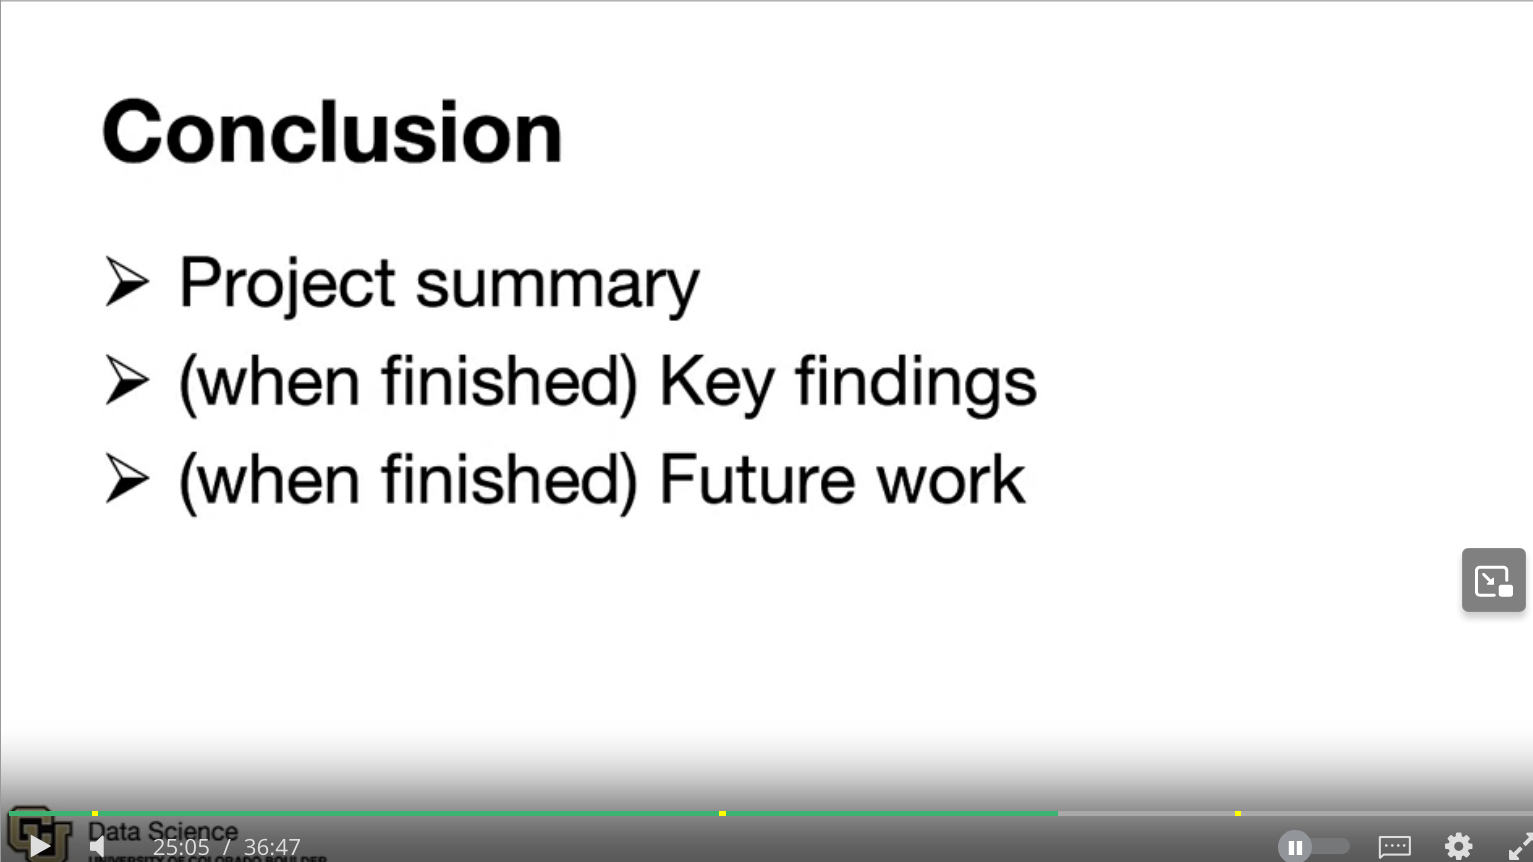 Conclusion
➢ Project summary
➢ (when finished) Key findings
➢ (when finished) Future work
Data Science
UNIVERSITY OF COLORADO BOULDER
25:05 / 36:47